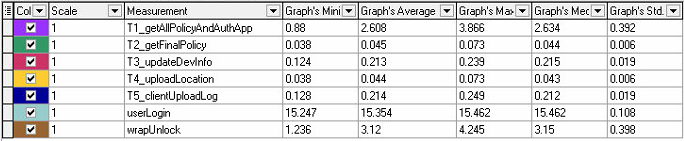 Col Scale Measurement Graph's Mini Graph's Average Graph's Max Graph's Med Graph's Std.
1 T1_getAllPolicyAndAuthApp 0.88 2.608 3.866 2.634 0.392
1 T2_getFinalPolicy 0.038 0.045 0.073 0.044 0.006
1 T3_updateDevInfo 0.124 0.213 0.239 0.215 0.019
1 T4_uploadLocation 0.038 0.044 0.073 0.043 0.006
1 T5_clientUploadLog 0.128 0.214 0.249 0.212 0.019
1 userLogin 15.247 15.354 15.462 15.462 0.108
1 wrapUnlock 1.236 3.12 4.245 3.15 0.398